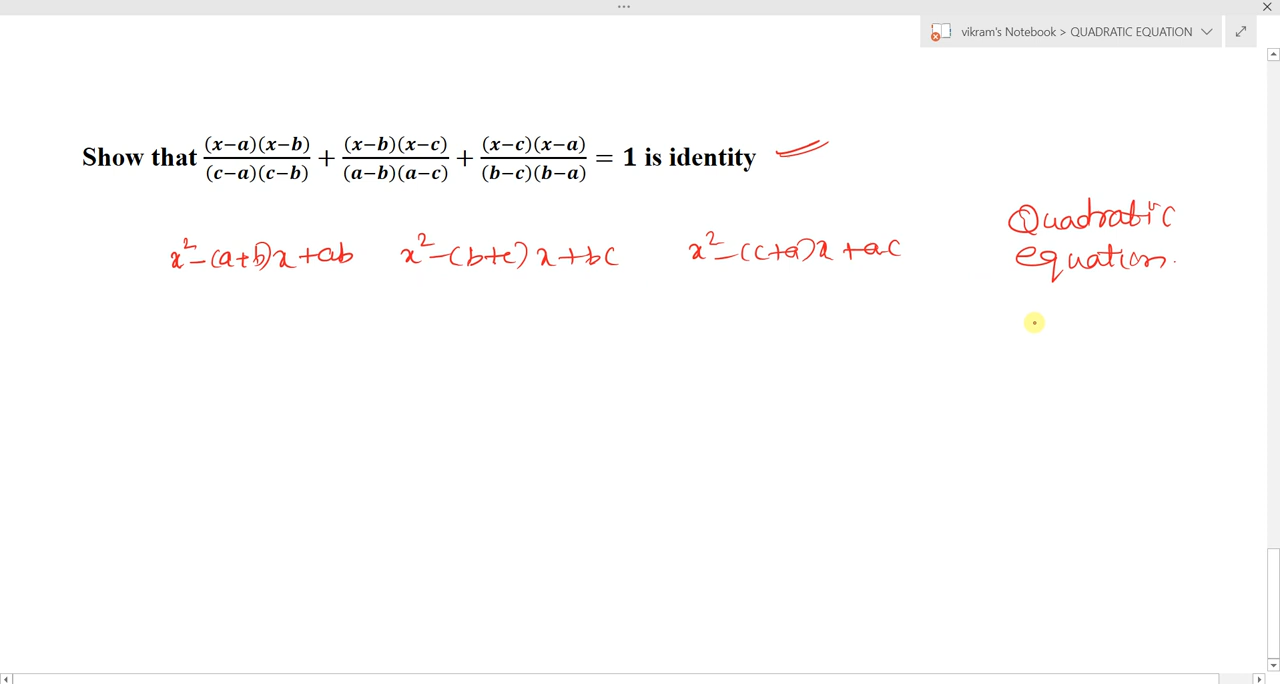 vikram's Notebook > QUADRATIC EQUATION
Show that (x−a)(x−b)/(c−a)(c−b) + (x−b)(x−c)/(a−b)(a−c) + (x−c)(x−a)/(b−c)(b−a) = 1 is identity
x²-(a+b)x+ab x²-(b+c)x+bc x²-(c+a)x+ac
Quadratic
equation.